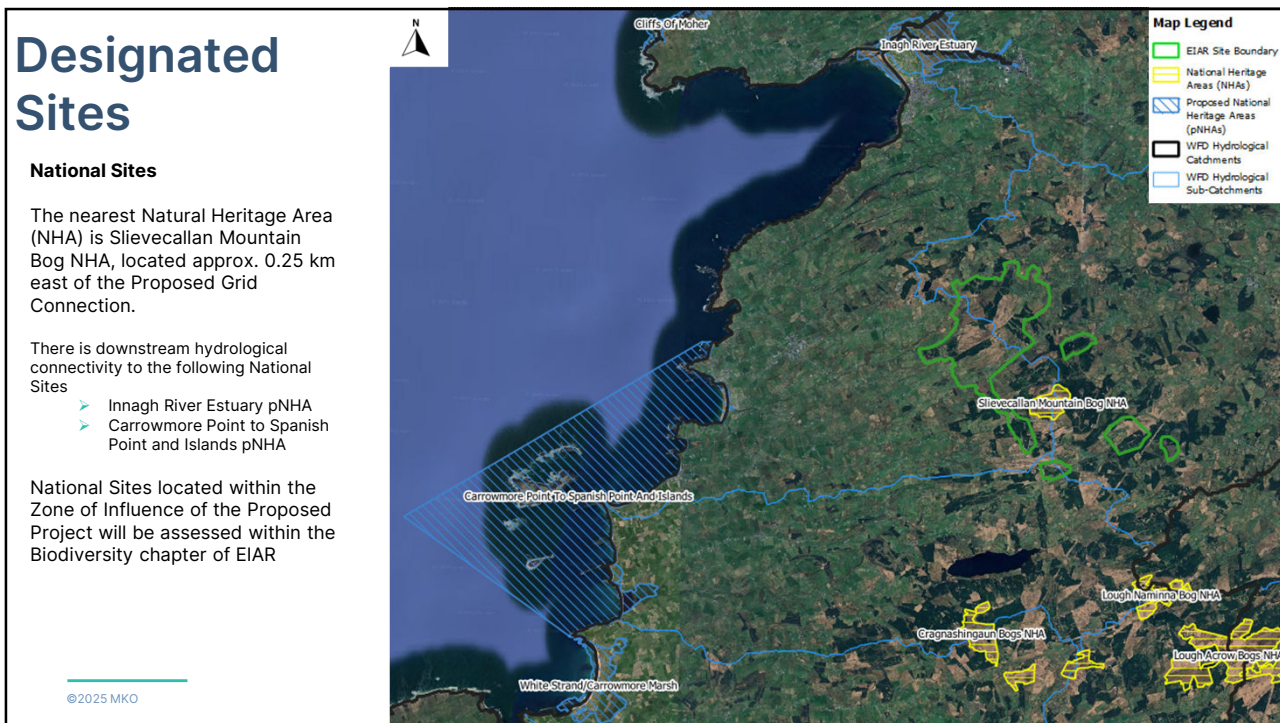 Designated
Sites
National Sites
The nearest Natural Heritage Area
(NHA) is Slievecallan Mountain
Bog NHA, located approx. 0.25 km
east of the Proposed Grid
Connection.
There is downstream hydrological
connectivity to the following National
Sites
➢ Innagh River Estuary pNHA
➢ Carrowmore Point to Spanish
Point and Islands pNHA
National Sites located within the
Zone of Influence of the Proposed
Project will be assessed within the
Biodiversity chapter of EIAR
©2025 MKO
N
Cliffs Of Moher
Inagh River Estuary
Slievecallan Mountain Bog NHA
Carrowmore Point To Spanish Point And Islands
Lough Naminna Bog NHA
Cragnashingaun Bogs NHA
Lough Acrow Bogs NHA
White Strand/Carrowmore Marsh
Map Legend
EIAR Site Boundary
National Heritage
Areas (NHAs)
Proposed National
Heritage Areas
(pNHAs)
WFD Hydrological
Catchments
WFD Hydrological
Sub-Catchments